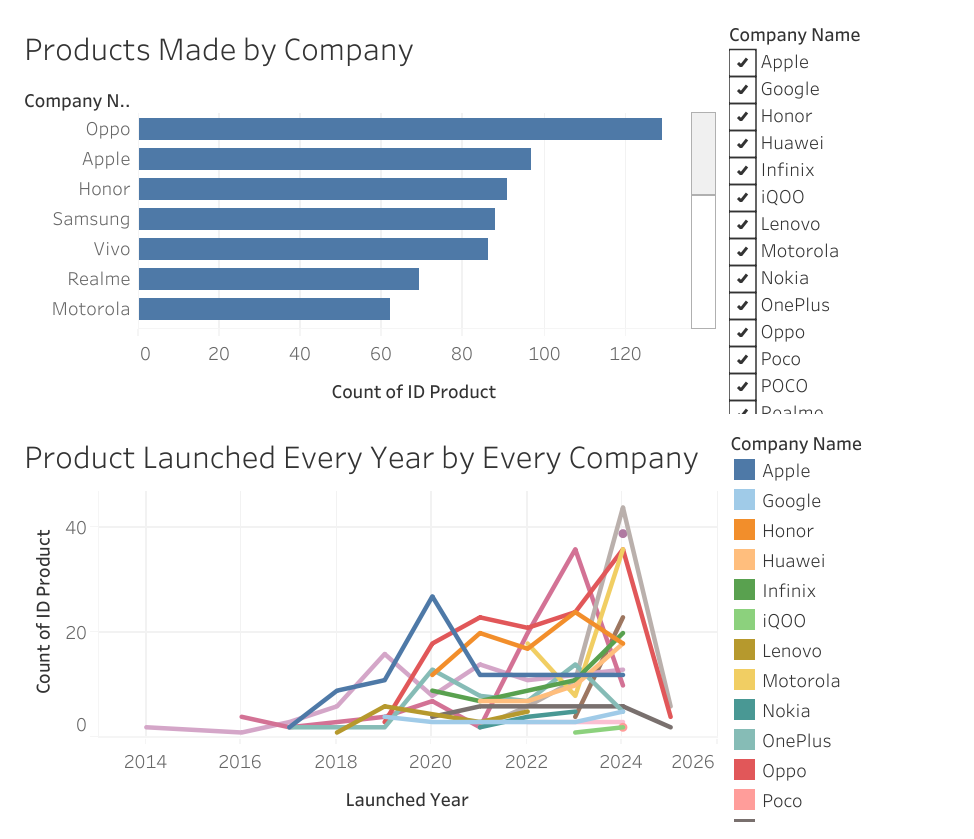 Products Made by Company
Company N..
Oppo
Apple
Honor
Samsung
Vivo
Realme
Motorola
0 20 40 60 80 100 120
Count of ID Product
Company Name
Apple
Google
Honor
Huawei
Infinix
iQOO
Lenovo
Motorola
Nokia
OnePlus
Oppo
Poco
POCO
Realme
Product Launched Every Year by Every Company
Count of ID Product
40
20
0
2014 2016 2018 2020 2022 2024 2026
Launched Year
Company Name
Apple
Google
Honor
Huawei
Infinix
iQOO
Lenovo
Motorola
Nokia
OnePlus
Oppo
Poco